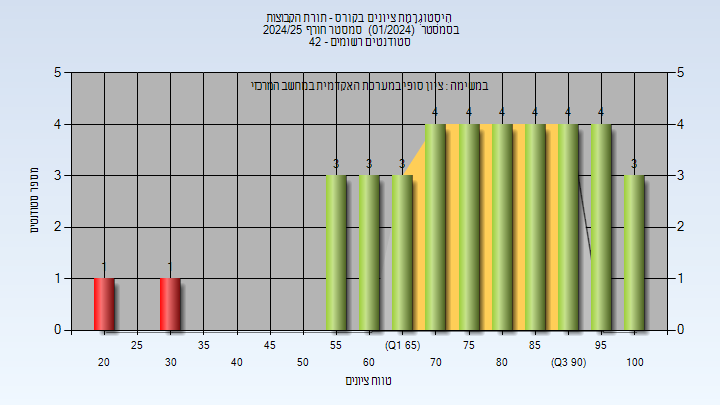 היסטוגרמת ציונים בקורס - תורת הקבוצות
בסמסטר (01/2024) סמסטר חורף 2024/25
סטודנטים רשומים - 42
במשימה : ציון סופי במערכת האקדמית במחשב המרכזי
5 5
4 4
3 3
2 2
1 1
0 0
מספר סטודנטים
1 1 3 3 3 4 4 4 4 4 4 3
25 35 45 55 (Q1 65) 75 85 95
20 30 40 50 60 70 80 (Q3 90) 100
טווח ציונים